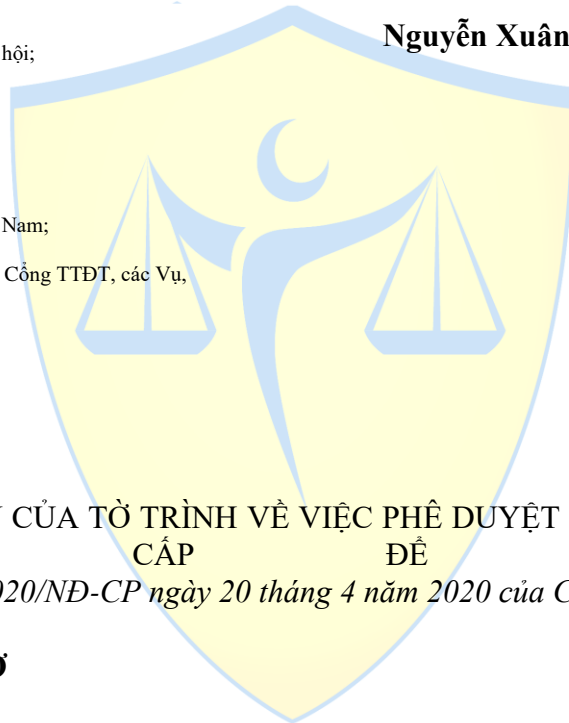 Nguyễn Xuân
hội;
Nam;
Cổng TTĐT, các Vụ,
CỦA TỜ TRÌNH VỀ VIỆC PHÊ DUYỆT
CẤP ĐỂ
020/NĐ-CP ngày 20 tháng 4 năm 2020 của C